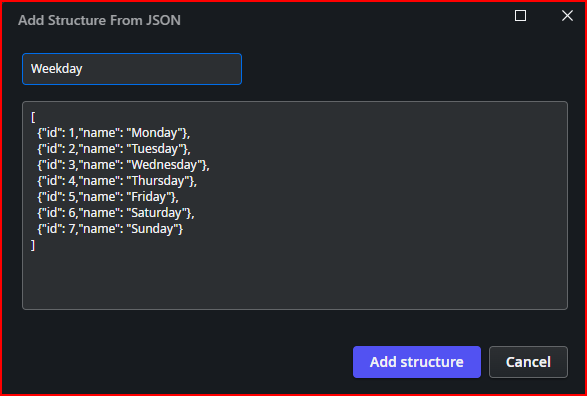 Add Structure From JSON
Weekday
[
{"id": 1,"name": "Monday"},
{"id": 2,"name": "Tuesday"},
{"id": 3,"name": "Wednesday"},
{"id": 4,"name": "Thursday"},
{"id": 5,"name": "Friday"},
{"id": 6,"name": "Saturday"},
{"id": 7,"name": "Sunday"}
]
Add structure
Cancel